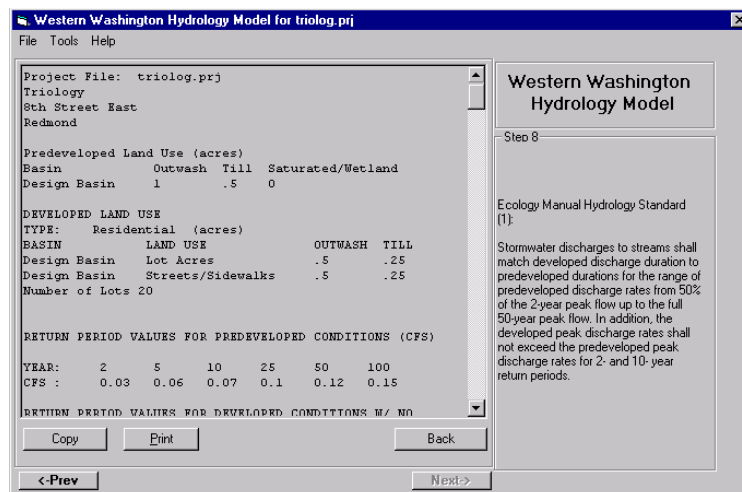 Western Washington Hydrology Model for triolog.prj
File Tools Help
Project File: triolog.prj
Triology
8th Street East
Redmond
Predeveloped Land Use (acres)
Basin Outwash Till Saturated/Wetland
Design Basin 1 .5 0
DEVELOPED LAND USE
TYPE: Residential (acres)
BASIN LAND USE OUTWASH TILL
Design Basin Lot Acres .5 .25
Design Basin Streets/Sidewalks .5 .25
Number of Lots 20
RETURN PERIOD VALUES FOR PREDEVELOPED CONDITIONS (CFS)
YEAR: 2 5 10 25 50 100
CFS : 0.03 0.06 0.07 0.1 0.12 0.15
RETURN PERIOD VALUES FOR DEVELOPED CONDITIONS W/ NO
Copy Print Back
<-Prev Next->
Western Washington
Hydrology Model
Step 8
Ecology Manual Hydrology Standard
(1):
Stormwater discharges to streams shall
match developed discharge duration to
predeveloped durations for the range of
predeveloped discharge rates from 50%
of the 2-year peak flow up to the full
50-year peak flow. In addition, the
developed peak discharge rates shall
not exceed the predeveloped peak
discharge rates for 2- and 10- year
return periods.